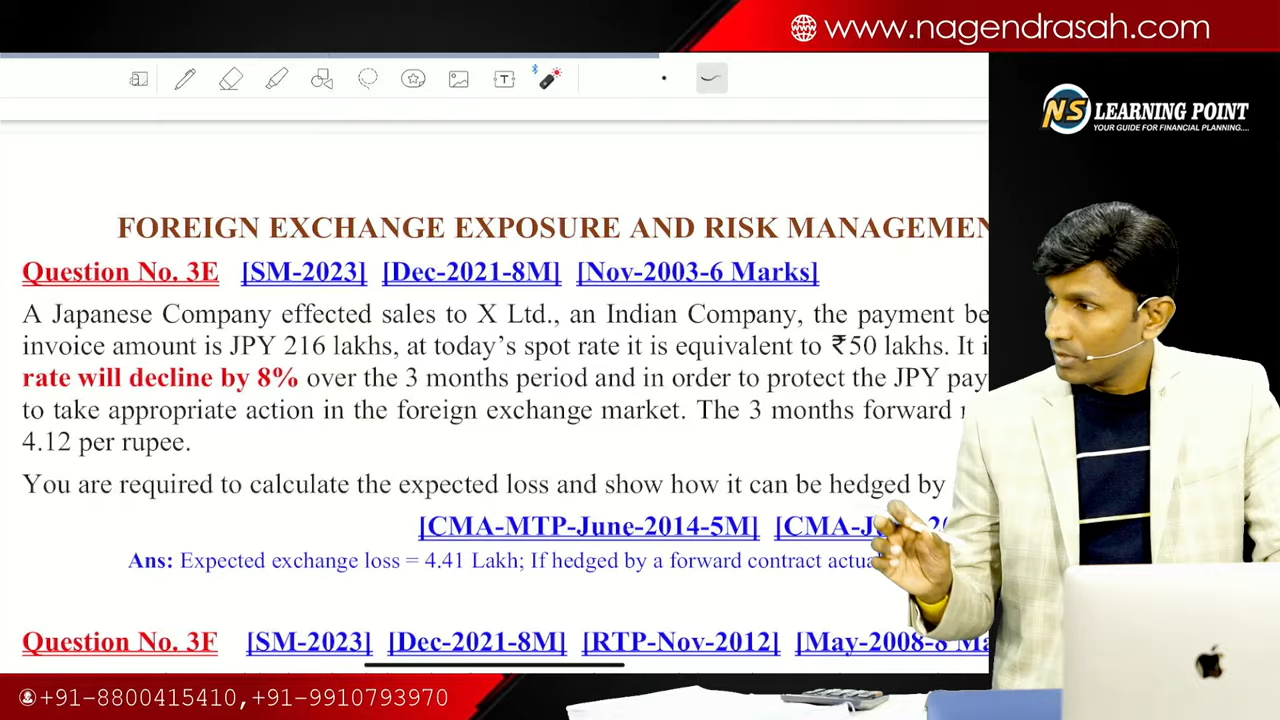 www.nagendrasah.com
NS LEARNING POINT
YOUR GUIDE FOR FINANCIAL PLANNING....
FOREIGN EXCHANGE EXPOSURE AND RISK MANAGEMEN
Question No. 3E [SM-2023] [Dec-2021-8M] [Nov-2003-6 Marks]
A Japanese Company effected sales to X Ltd., an Indian Company, the payment be
invoice amount is JPY 216 lakhs, at today's spot rate it is equivalent to ₹50 lakhs. It i
rate will decline by 8% over the 3 months period and in order to protect the JPY pay
to take appropriate action in the foreign exchange market. The 3 months forward
4.12 per rupee.
You are required to calculate the expected loss and show how it can be hedged by
[CMA-MTP-June-2014-5M] [CMA-J
Ans: Expected exchange loss = 4.41 Lakh; If hedged by a forward contract actua
Question No. 3F [SM-2023] [Dec-2021-8M] [RTP-Nov-2012] [May-2008-8 Ma
+91-8800415410,+91-9910793970